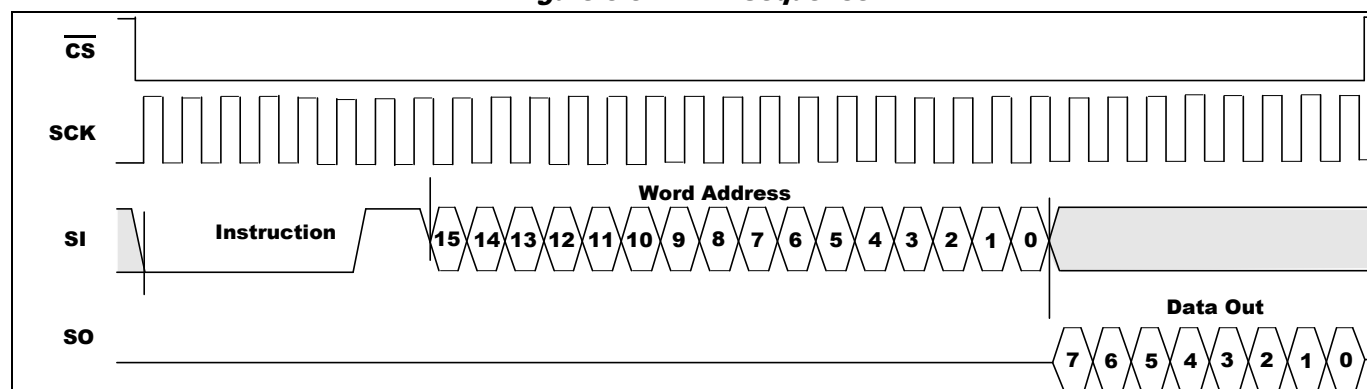 CS
SCK
Word Address
SI
Instruction
15 14 13 12 11 10 9 8 7 6 5 4 3 2 1 0
Data Out
SO
7 6 5 4 3 2 1 0